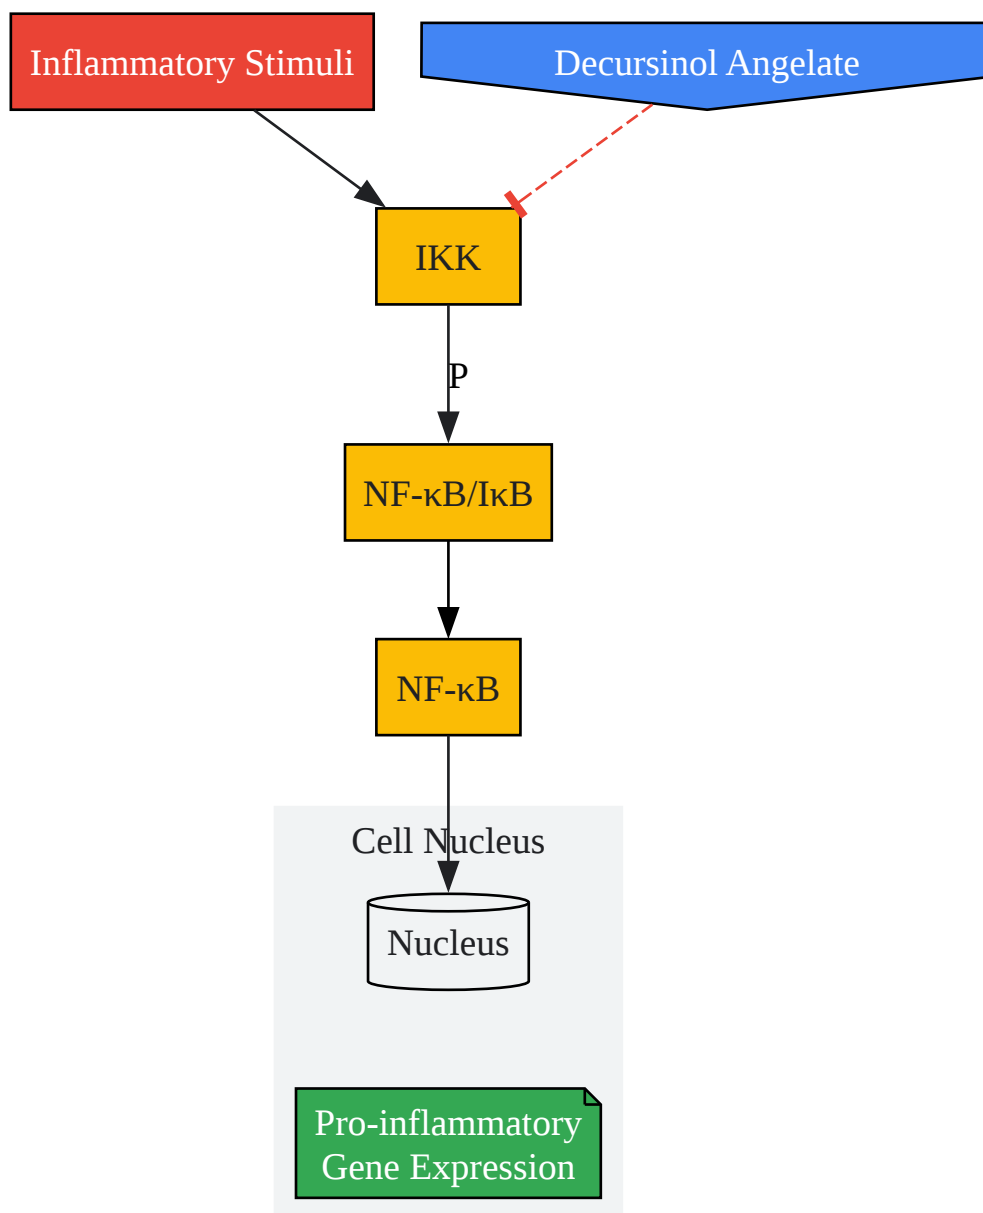 Inflammatory Stimuli
Decursinol Angelate
IKK
P
NF-κB/IκB
NF-κB
Cell Nucleus
Nucleus
Pro-inflammatory
Gene Expression